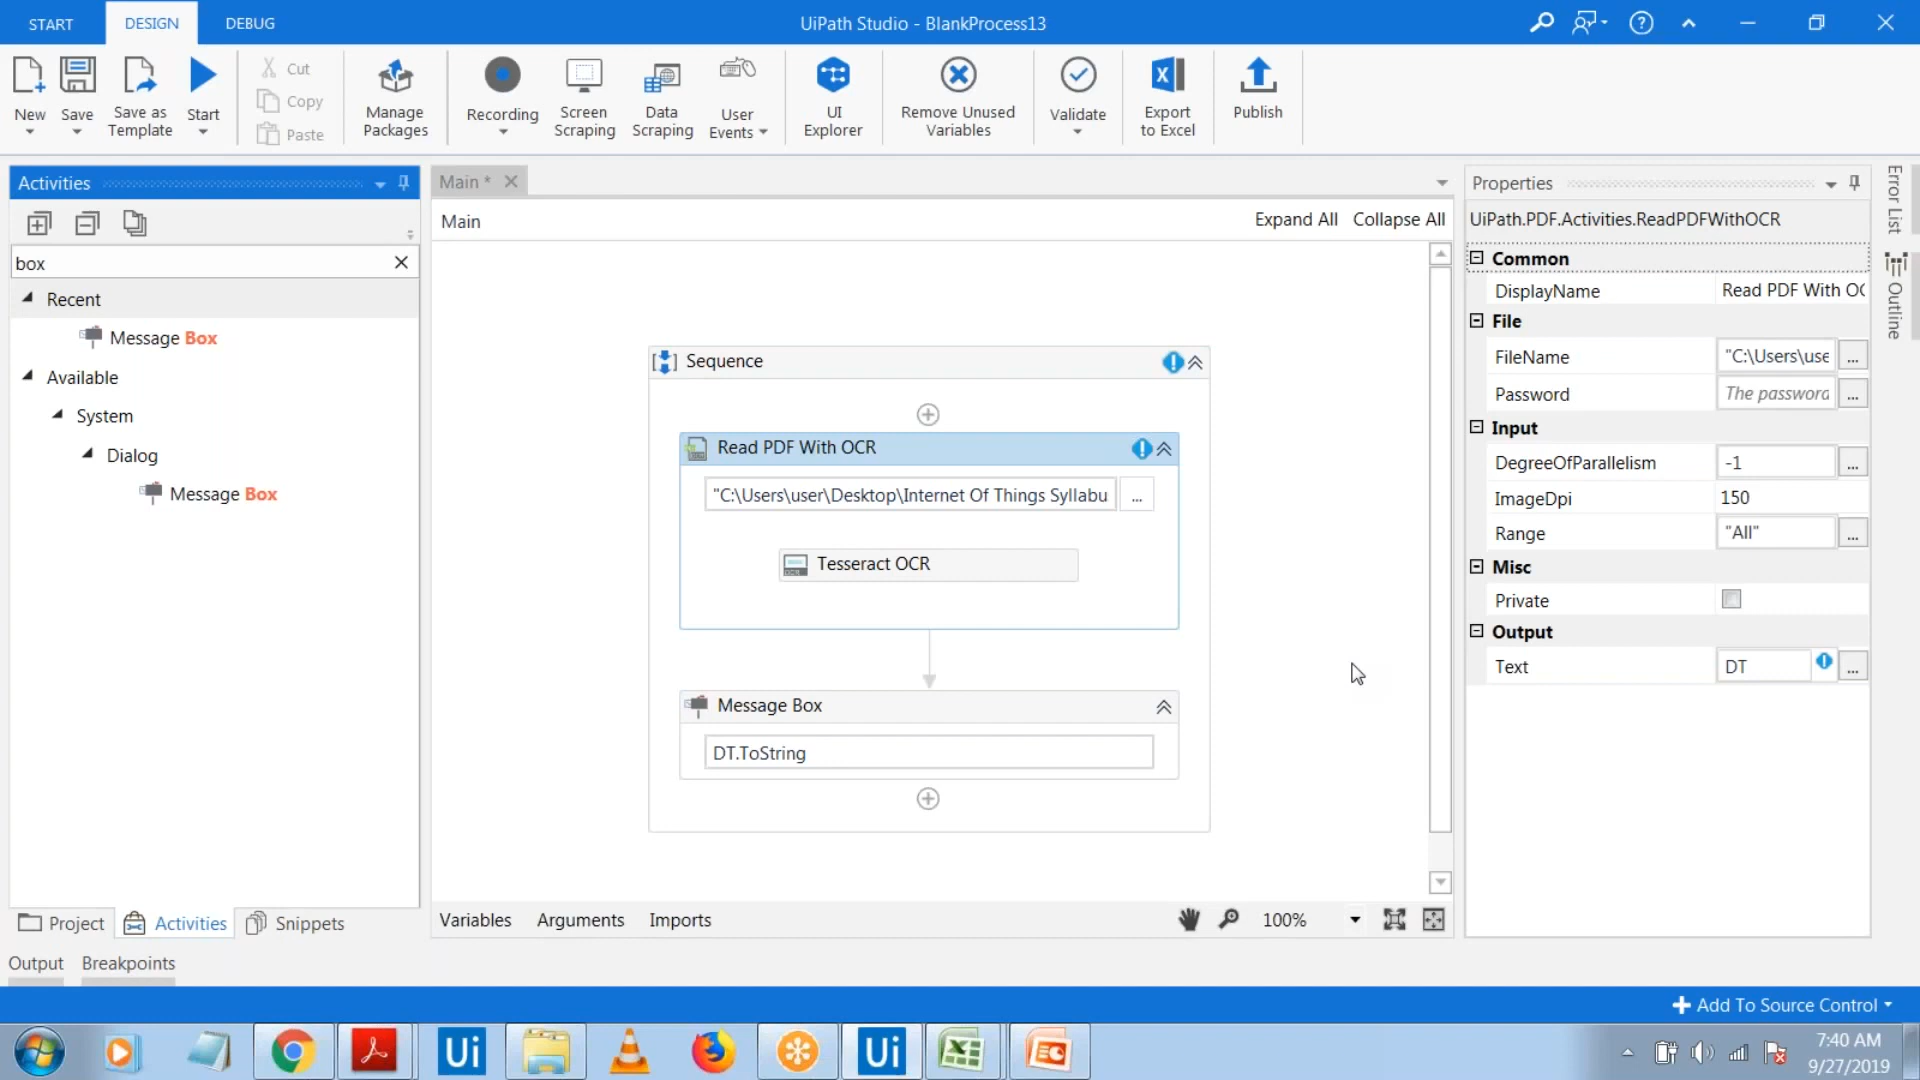 START
DESIGN
DEBUG
UiPath Studio - BlankProcess13
New
Save
Save as
Template
Start
Cut
Copy
Paste
Manage
Packages
Recording
Screen
Scraping
Data
Scraping
User
Events
UI
Explorer
Remove Unused
Variables
Validate
Export
to Excel
Publish
Activities
box
Recent
Message Box
Available
System
Dialog
Message Box
Project
Activities
Snippets
Output
Breakpoints
Main *
Main
Expand All
Collapse All
Sequence
Read PDF With OCR
"C:\Users\user\Desktop\Internet Of Things Syllabu
...
Tesseract OCR
Message Box
DT.ToString
Variables
Arguments
Imports
100%
Properties
UiPath.PDF.Activities.ReadPDFWithOCR
Common
DisplayName
Read PDF With OC
File
FileName
"C:\Users\use
...
Password
The password
...
Input
DegreeOfParallelism
-1
...
ImageDpi
150
Range
"All"
...
Misc
Private
Output
Text
DT
...
Error List
Outline
Add To Source Control
Ui
Ui
7:40 AM
9/27/2019